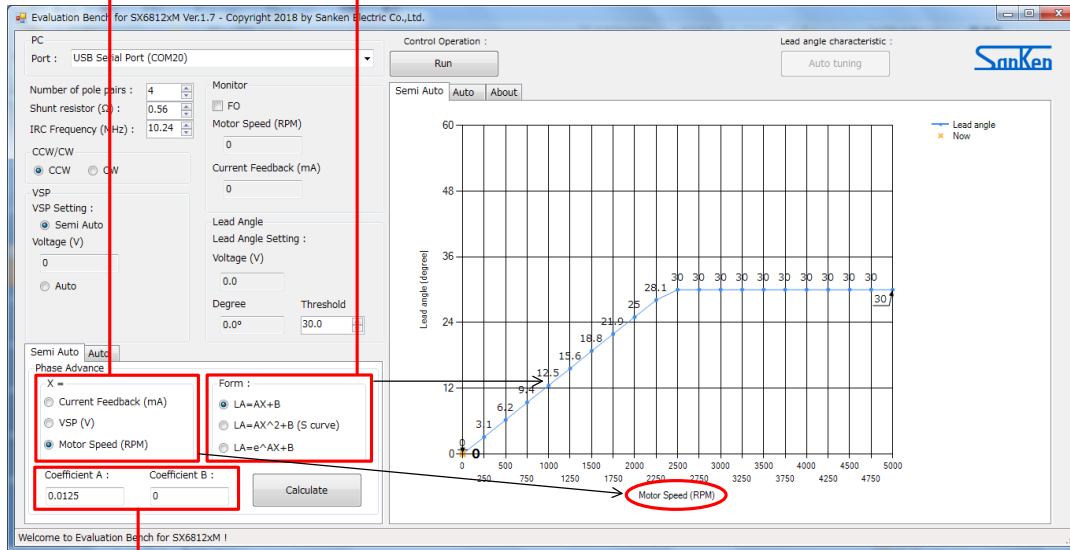 Evaluation Bench for SX6812xM Ver.1.7 - Copyright 2018 by Sanken Electric Co.,Ltd.
PC
Port : USB Serial Port (COM20)
Number of pole pairs : 4
Shunt resistor (Ω) : 0.56
IRC Frequency (MHz) : 10.24
CCW/CW
CCW CW
VSP
VSP Setting :
Semi Auto
Voltage (V)
0
Auto
Monitor
FO
Motor Speed (RPM)
0
Current Feedback (mA)
0
Lead Angle
Lead Angle Setting :
Voltage (V)
0.0
Degree Threshold
0.0° 30.0
Semi Auto Auto
Phase Advance
X =
Current Feedback (mA)
VSP (V)
Motor Speed (RPM)
Form :
LA=AX+B
LA=AX^2+B (S curve)
LA=e^AX+B
Coefficient A : Coefficient B :
0.0125 0
Calculate
Control Operation :
Run
Lead angle characteristic :
Auto tuning
SanKen
Semi Auto Auto About
Lead angle
Now
Lead angle (degree)
60
48
36
24
12
0
0 0 3.1 6.2 9.4 12.5 15.6 18.8 21.9 25 28.1 30 30 30 30 30 30 30 30 30 30 30
0 500 1000 1500 2000 2500 3000 3500 4000 4500 5000
250 750 1250 1750 2250 2750 3250 3750 4250 4750
Motor Speed (RPM)
Welcome to Evaluation Bench for SX6812xM !